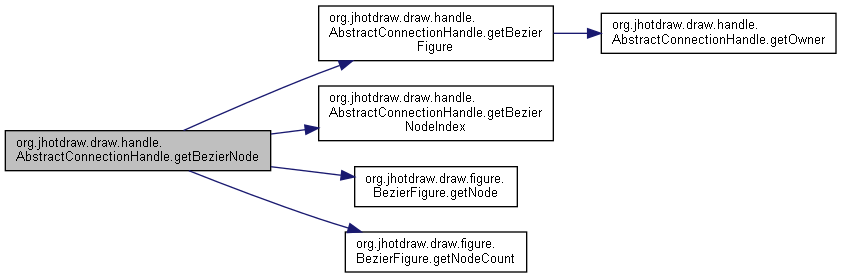 org.jhotdraw.draw.handle.
AbstractConnectionHandle.getBezierNode
org.jhotdraw.draw.handle.
AbstractConnectionHandle.getBezier
Figure
org.jhotdraw.draw.handle.
AbstractConnectionHandle.getOwner
org.jhotdraw.draw.handle.
AbstractConnectionHandle.getBezier
NodeIndex
org.jhotdraw.draw.figure.
BezierFigure.getNode
org.jhotdraw.draw.figure.
BezierFigure.getNodeCount